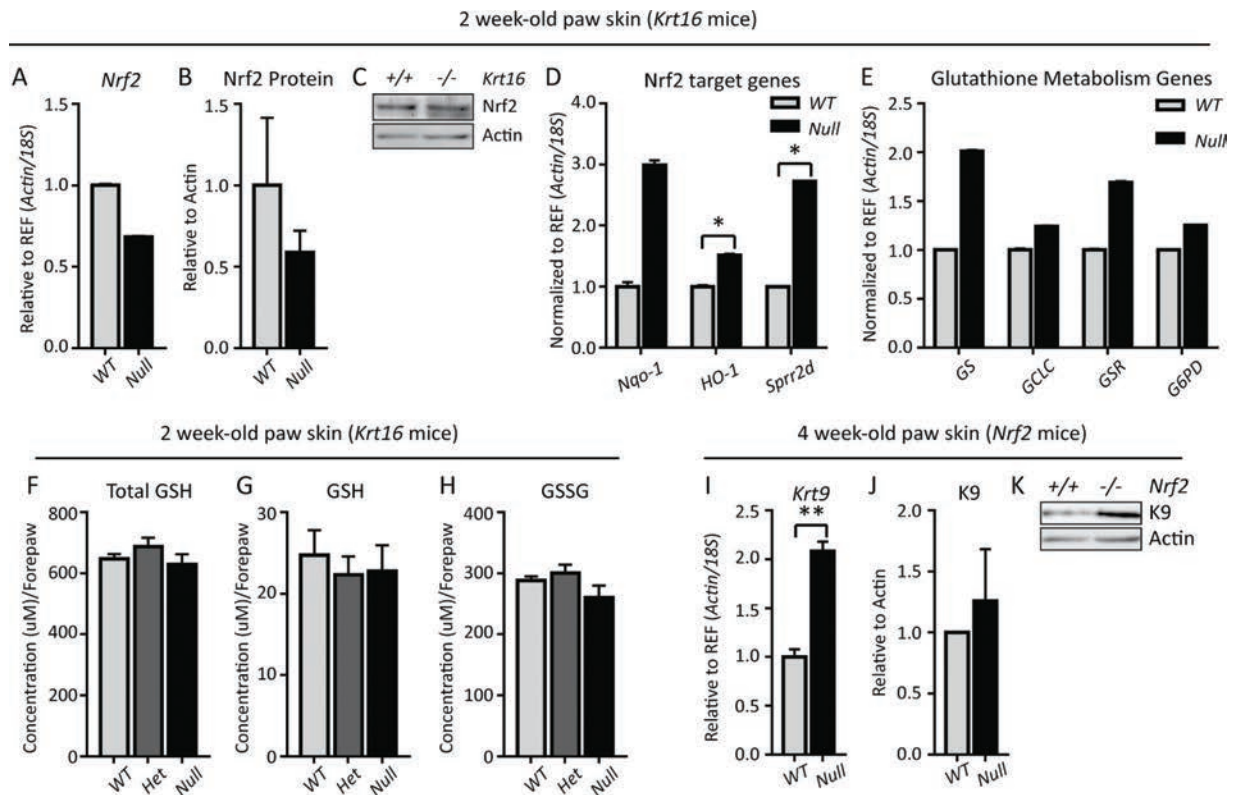 2 week-old paw skin (Krt16 mice)
A
Nrf2
Relative to REF (Actin/18S)
1.5
1.0
0.5
0.0
WT
Null
B
Nrf2 Protein
Relative to Actin
1.5
1.0
0.5
0.0
WT
Null
C
+/+
-/-
Krt16
Nrf2
Actin
D
Nrf2 target genes
WT
Null
Normalized to REF (Actin/18S)
4.0
3.0
2.0
1.0
0.0
*
*
Nqo-1
HO-1
Sprr2d
E
Glutathione Metabolism Genes
WT
Null
Normalized to REF (Actin/18S)
2.5
2.0
1.5
1.0
0.5
0.0
GS
GCLC
GSR
G6PD
2 week-old paw skin (Krt16 mice)
F
Total GSH
Concentration (uM)/Forepaw
800
600
400
200
0
WT
Het
Null
G
GSH
Concentration (uM)/Forepaw
30
20
10
0
WT
Het
Null
H
GSSG
Concentration (uM)/Forepaw
400
300
200
100
0
WT
Het
Null
4 week-old paw skin (Nrf2 mice)
I
Krt9
**
Relative to REF (Actin/18S)
2.5
2.0
1.5
1.0
0.5
0.0
WT
Null
J
K9
Relative to Actin
2.0
1.5
1.0
0.5
0.0
WT
Null
K
+/+
-/-
Nrf2
K9
Actin